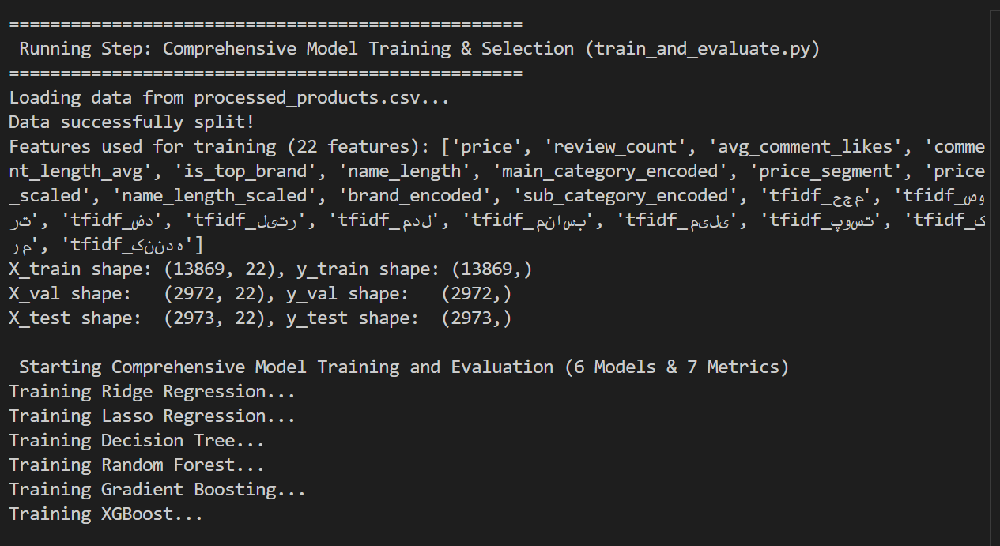 ==================================================
Running Step: Comprehensive Model Training & Selection (train_and_evaluate.py)
==================================================
Loading data from processed_products.csv...
Data successfully split!
Features used for training (22 features): ['price', 'review_count', 'avg_comment_likes', 'comme
nt_length_avg', 'is_top_brand', 'name_length', 'main_category_encoded', 'price_segment', 'price
_scaled', 'name_length_scaled', 'brand_encoded', 'sub_category_encoded', 'tfidf_حجم', 'tfidf_صو
رت', 'tfidf_ضد', 'tfidf_لیتر', 'tfidf_مدل', 'tfidf_مناسب', 'tfidf_میلی', 'tfidf_پوست', 'tfidf_ک
رم', 'tfidf_کننده']
X_train shape: (13869, 22), y_train shape: (13869,)
X_val shape:   (2972, 22), y_val shape:   (2972,)
X_test shape:  (2973, 22), y_test shape:  (2973,)
Starting Comprehensive Model Training and Evaluation (6 Models & 7 Metrics)
Training Ridge Regression...
Training Lasso Regression...
Training Decision Tree...
Training Random Forest...
Training Gradient Boosting...
Training XGBoost...